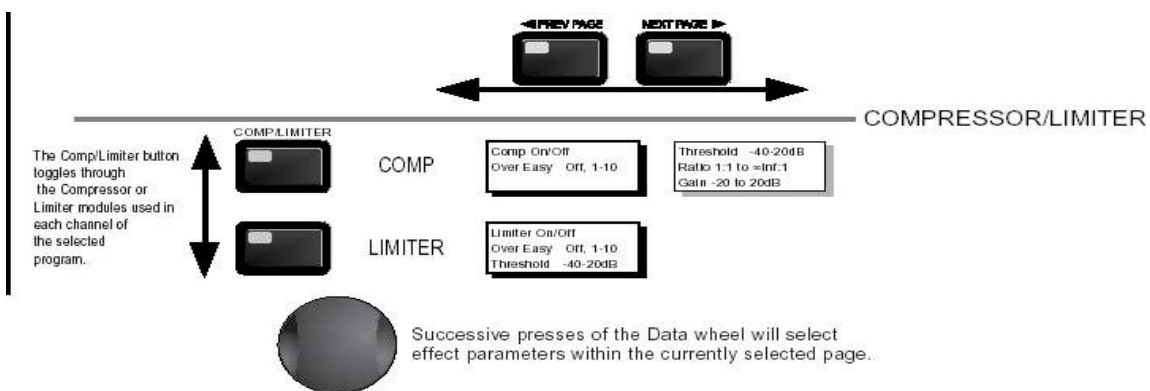 ◀ PREV PAGE
NEXT PAGE ▶
COMPRESSOR/LIMITER
The Comp/Limiter button
toggles through
the Compressor or
Limiter modules used in
each channel of
the selected
program.
COMP/LIMITER
COMP
Comp On/Off
Over Easy Off, 1-10
Threshold -40-20dB
Ratio 1:1 to ∞Inf:1
Gain -20 to 20dB
LIMITER
Limiter On/Off
Over Easy Off, 1-10
Threshold -40-20dB
Successive presses of the Data wheel will select
effect parameters within the currently selected page.